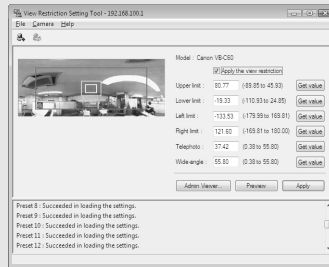 View Restriction Setting Tool - 192.168.100.1
File Camera Help
Model : Canon VB-C60
Apply the view restriction
Upper limit : 80.77 (-89.85 to 45.93) Get value
Lower limit : -19.33 (-110.93 to 24.85) Get value
Left limit : -133.53 (-179.99 to 169.81) Get value
Right limit : 121.60 (-169.81 to 180.00) Get value
Telephoto : 37.42 (0.38 to 55.80) Get value
Wide-angle : 55.80 (0.38 to 55.80) Get value
Admin Viewer... Preview Apply
Preset 8 : Succeeded in loading the settings.
Preset 9 : Succeeded in loading the settings.
Preset 10 : Succeeded in loading the settings.
Preset 11 : Succeeded in loading the settings.
Preset 12 : Succeeded in loading the settings.